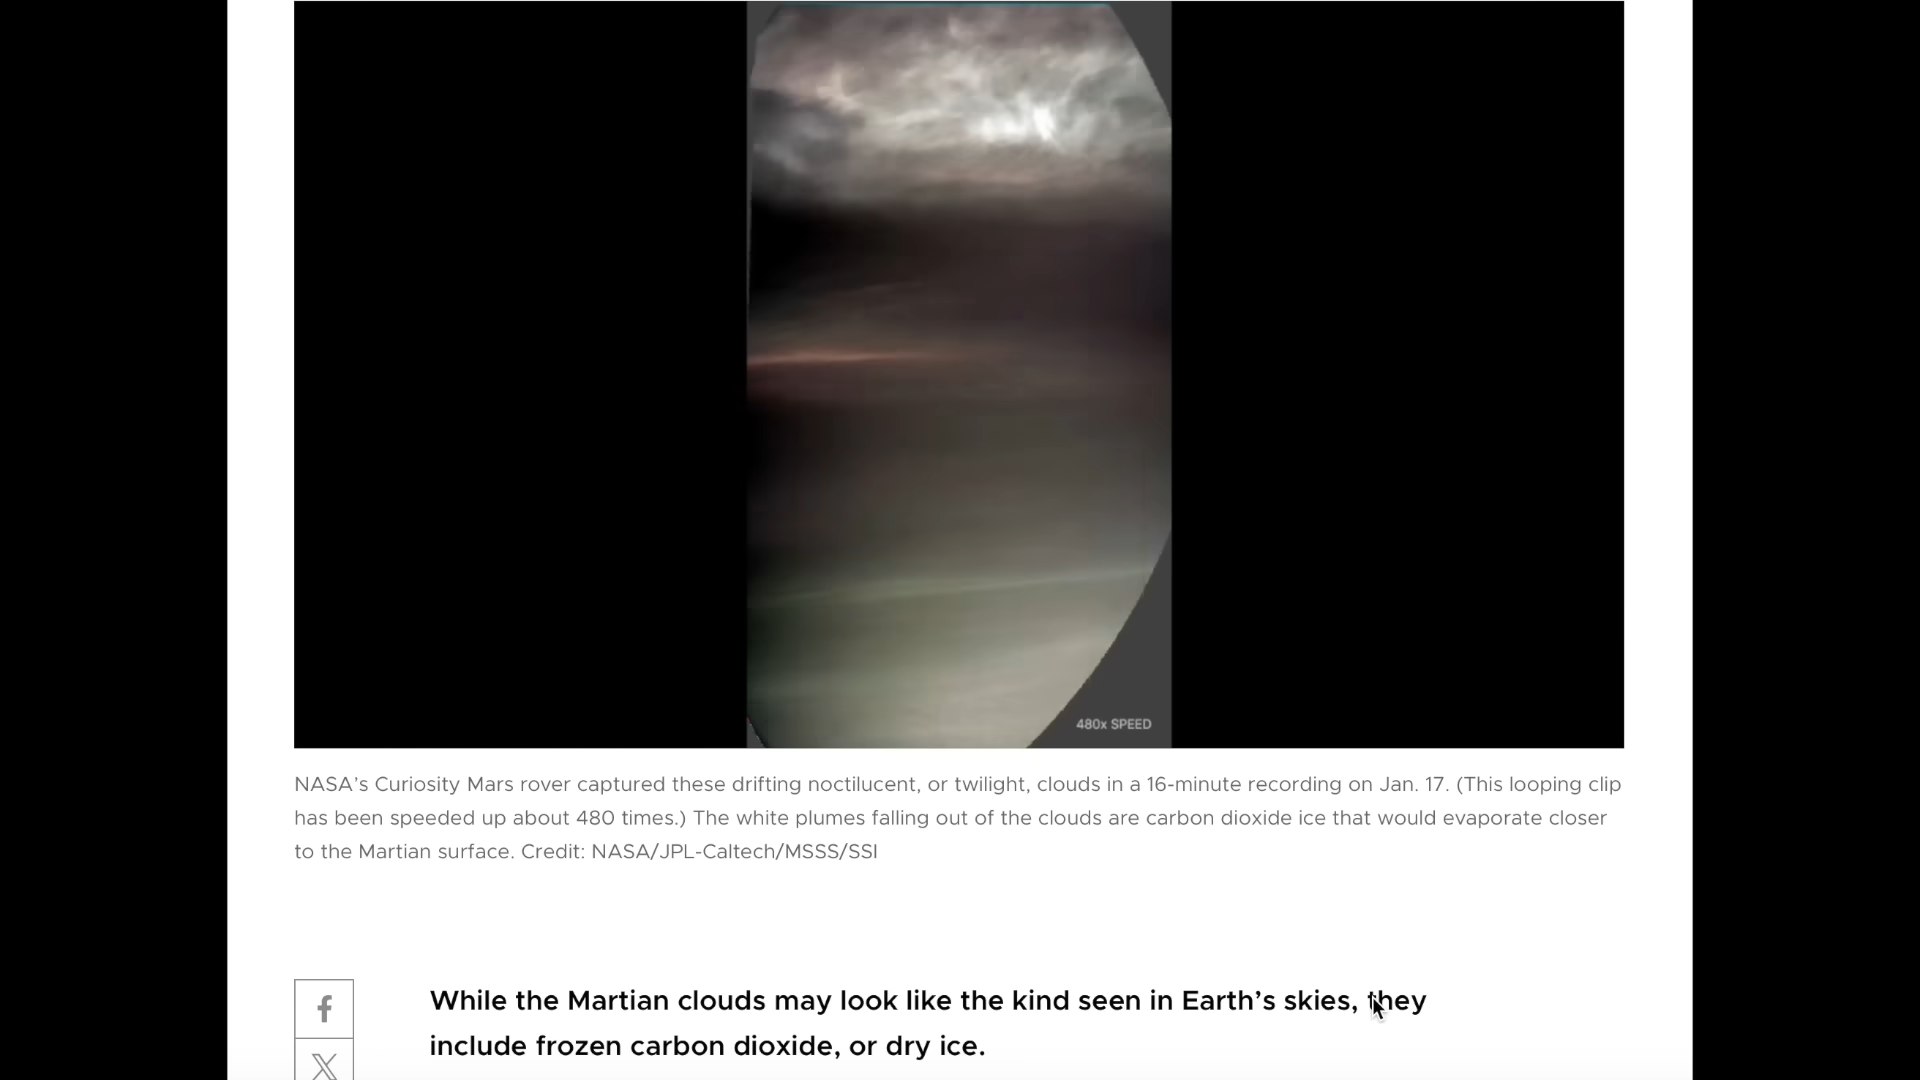 480x SPEED
NASA’s Curiosity Mars rover captured these drifting noctilucent, or twilight, clouds in a 16-minute recording on Jan. 17. (This looping clip
has been speeded up about 480 times.) The white plumes falling out of the clouds are carbon dioxide ice that would evaporate closer
to the Martian surface. Credit: NASA/JPL-Caltech/MSSS/SSI
While the Martian clouds may look like the kind seen in Earth’s skies, they
include frozen carbon dioxide, or dry ice.